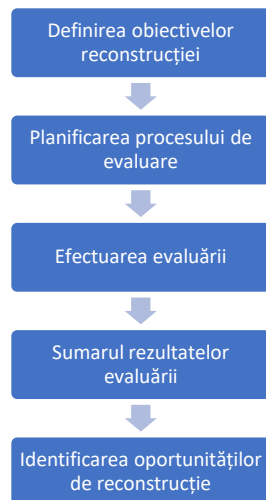 Definirea obiectivelor
reconstrucției
Planificarea procesului de
evaluare
Efectuarea evaluării
Sumarul rezultatelor
evaluării
Identificarea oportunităților
de reconstrucție